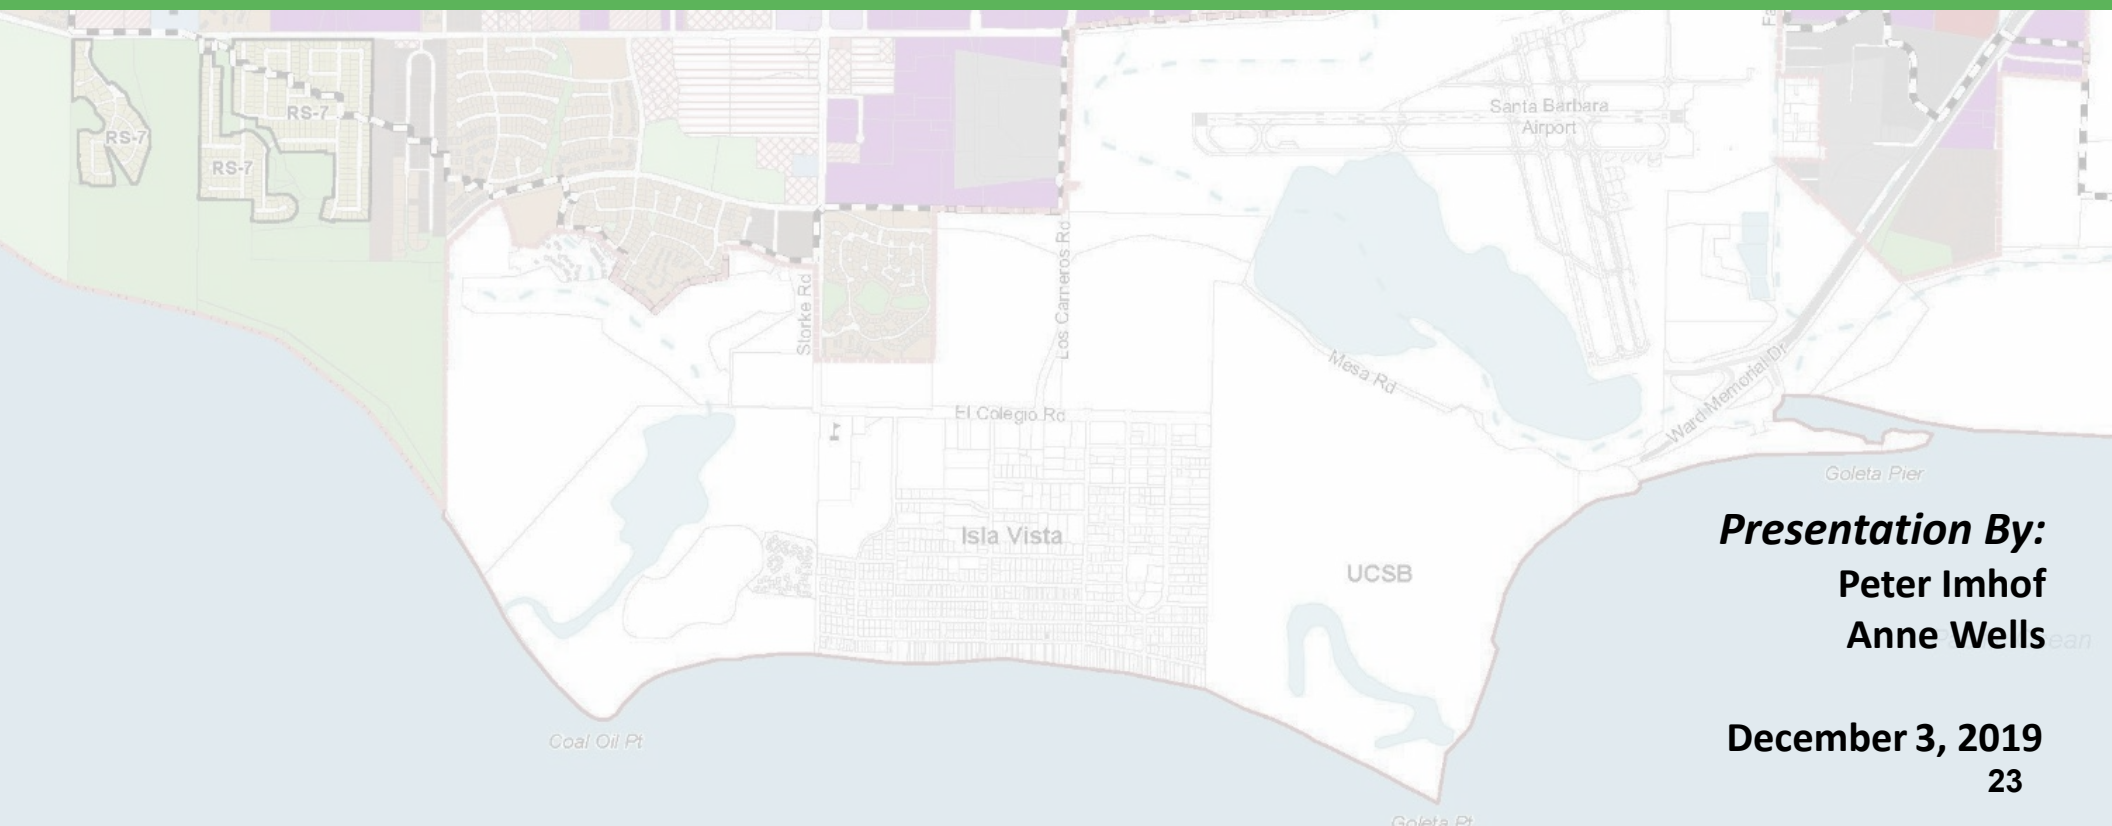 Santa Barbara
Airport
RS-7
RS-7
RS-7
Los Carneros Rd
Storke Rd
Mesa Rd
Ward Memorial Dr
El Colegio Rd
Goleta Pier
Isla Vista
UCSB
Presentation By:
Peter Imhof
Anne Wells
Coal Oil Pt
December 3, 2019
23
Goleta Pt